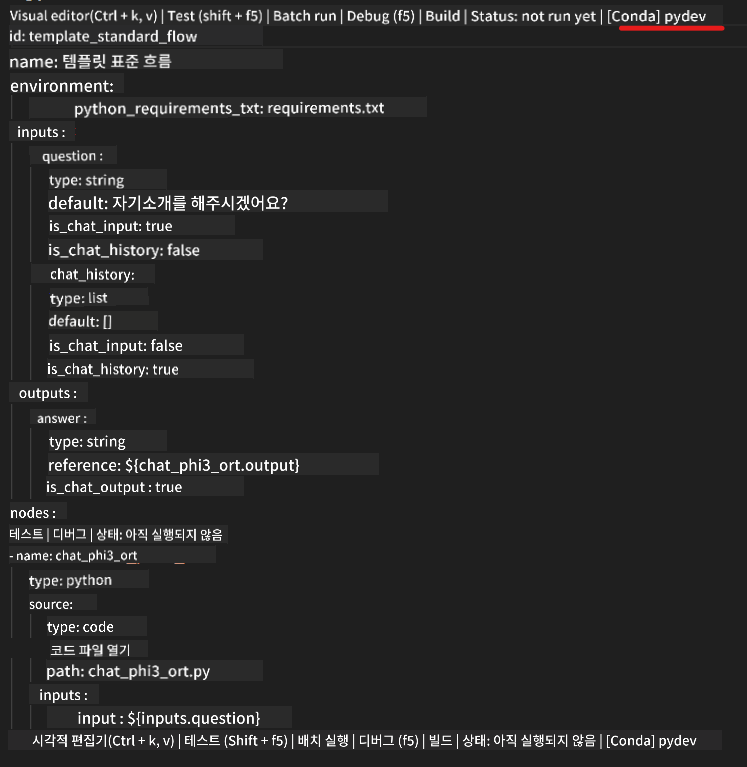 Visual editor(Ctrl + k, v) | Test (shift + f5) | Batch run | Debug (f5) | Build | Status: not run yet | [Conda] pydev
id: template_standard_flow
name: 템플릿 표준 흐름
environment:
python_requirements_txt: requirements.txt
inputs :
question :
type: string
default: 자기소개를 해주시겠어요?
is_chat_input: true
is_chat_history: false
chat_history:
type: list
default: []
is_chat_input: false
is_chat_history: true
outputs :
answer :
type: string
reference: ${chat_phi3_ort.output}
is_chat_output : true
nodes :
테스트 | 디버그 | 상태: 아직 실행되지 않음
- name: chat_phi3_ort
type: python
source:
type: code
코드 파일 열기
path: chat_phi3_ort.py
inputs :
input : ${inputs.question}
시각적 편집기(Ctrl + k, v) | 테스트 (Shift + f5) | 배치 실행 | 디버그 (f5) | 빌드 | 상태: 아직 실행되지 않음 | [Conda] pydev